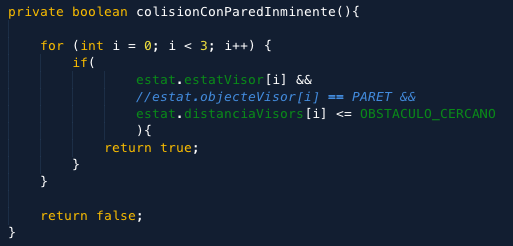 private boolean colisionConParedInminente(){
for (int i = 0; i < 3; i++) {
if(
estat.estatVisor[i] &&
//estat.objecteVisor[i] == PARET &&
estat.distanciaVisors[i] <= OBSTACULO_CERCANO
){
return true;
}
}
return false;
}